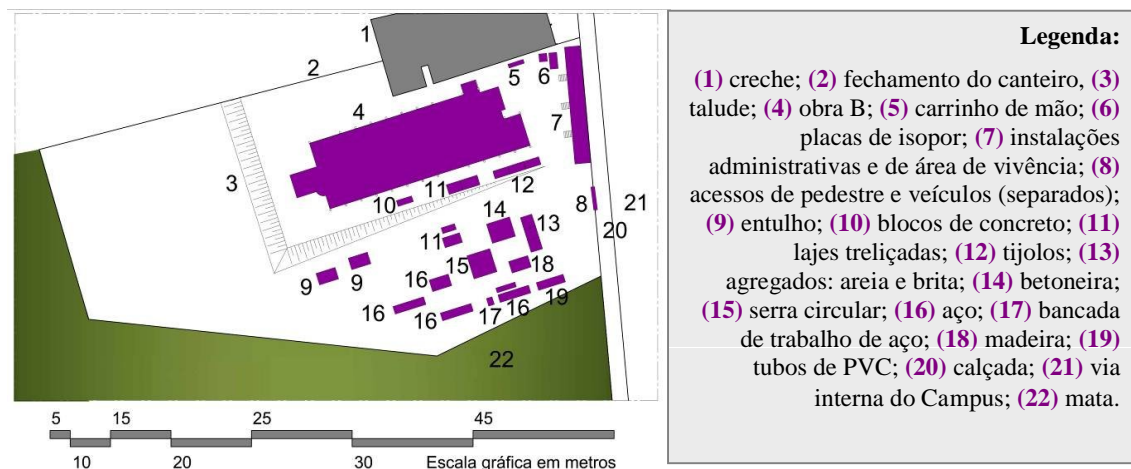 1
2
3
4
5
6
7
8
20
21
10
11
12
9
9
11
14
13
15
18
16
16
16
17
16
19
22
5
15
25
45
10
20
30
Escala gráfica em metros
Legenda:
(1) creche; (2) fechamento do canteiro, (3)
talude; (4) obra B; (5) carrinho de mão; (6)
placas de isopor; (7) instalações
administrativas e de área de vivência; (8)
acessos de pedestre e veículos (separados);
(9) entulho; (10) blocos de concreto; (11)
lajes treliçadas; (12) tijolos; (13)
agregados: areia e brita; (14) betoneira;
(15) serra circular; (16) aço; (17) bancada
de trabalho de aço; (18) madeira; (19)
tubos de PVC; (20) calçada; (21) via
interna do Campus; (22) mata.